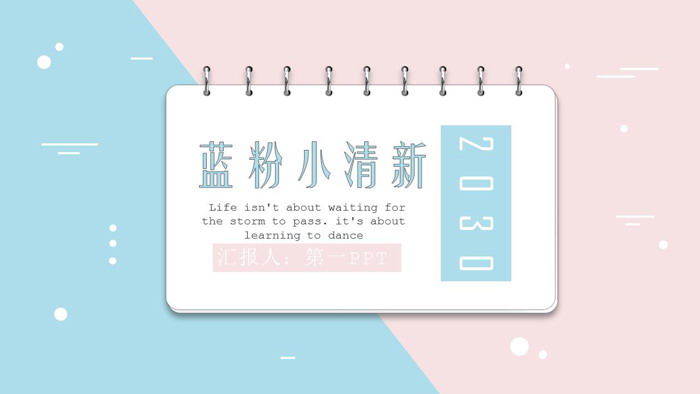 蓝粉小清新
Life isn't about waiting for
the storm to pass. it's about
learning to dance
汇报人：第一PPT
2030